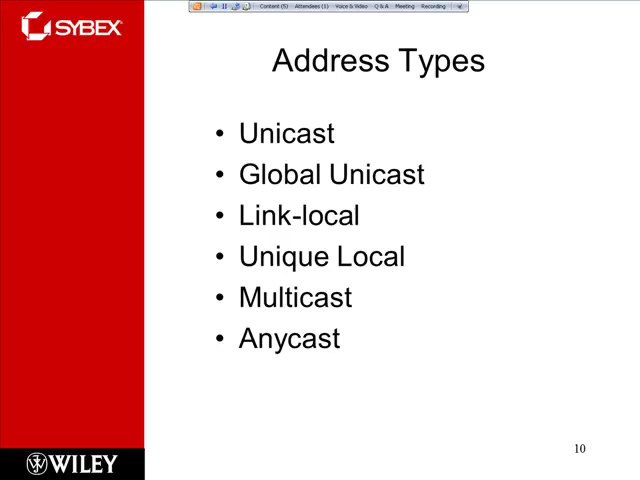 SYBEX
Content (5) Attendees (1) Voice & Video Q & A Meeting Recording
Address Types
• Unicast
• Global Unicast
• Link-local
• Unique Local
• Multicast
• Anycast
10
WILEY